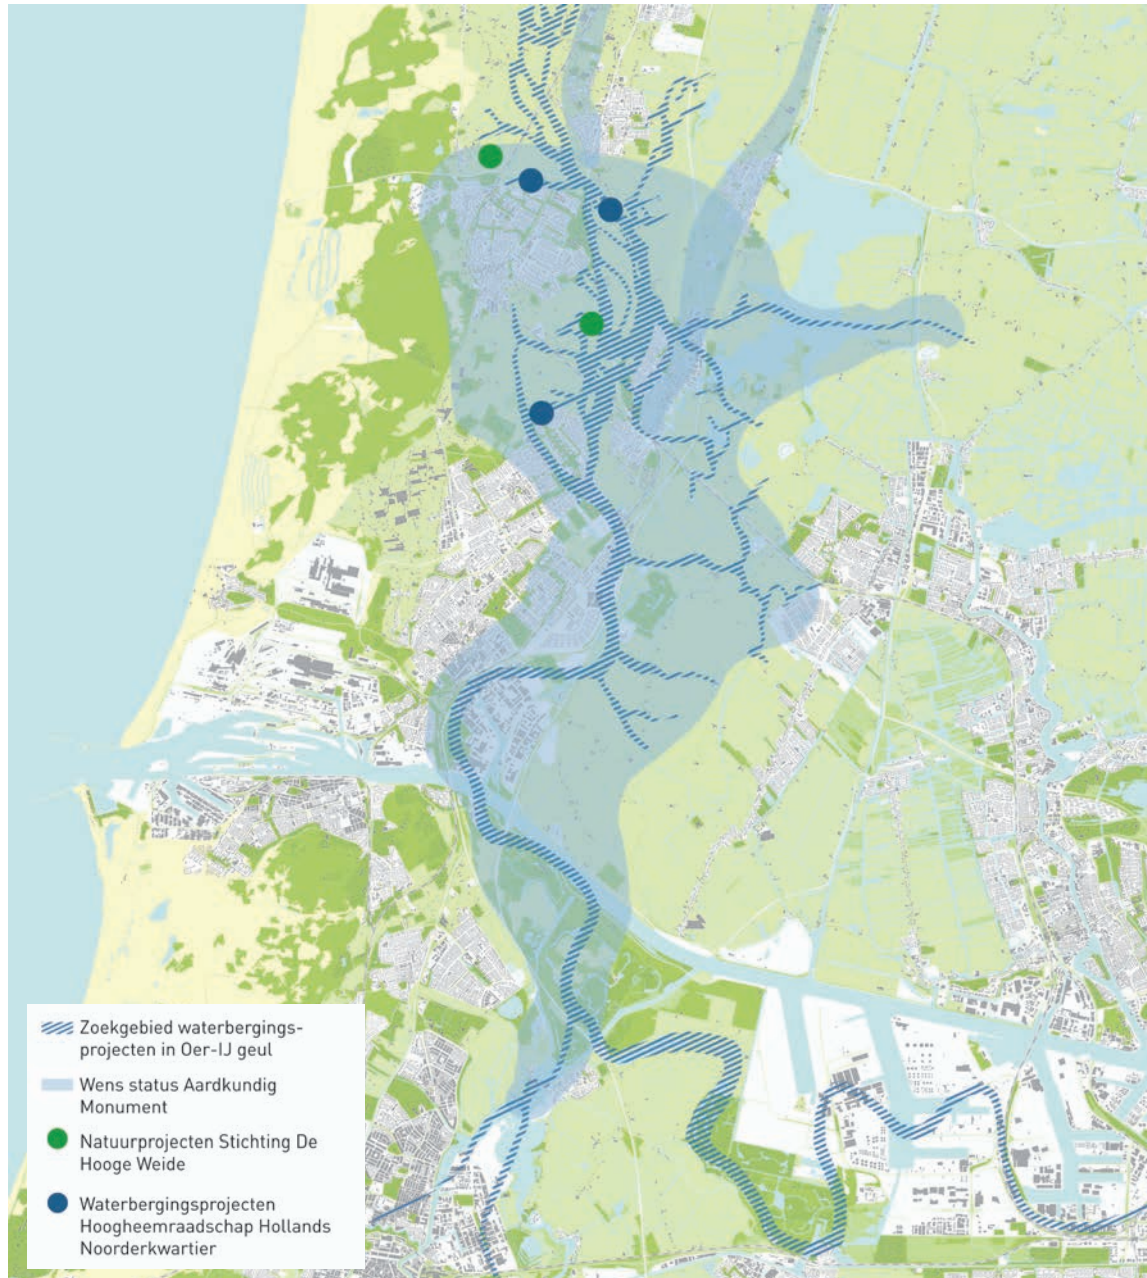 Zoekgebied waterbergings-
projecten in Oer-IJ geul
Wens status Aardkundig
Monument
Natuurprojecten Stichting De
Hooge Weide
Waterbergingsprojecten
Hoogheemraadschap Hollands
Noorderkwartier